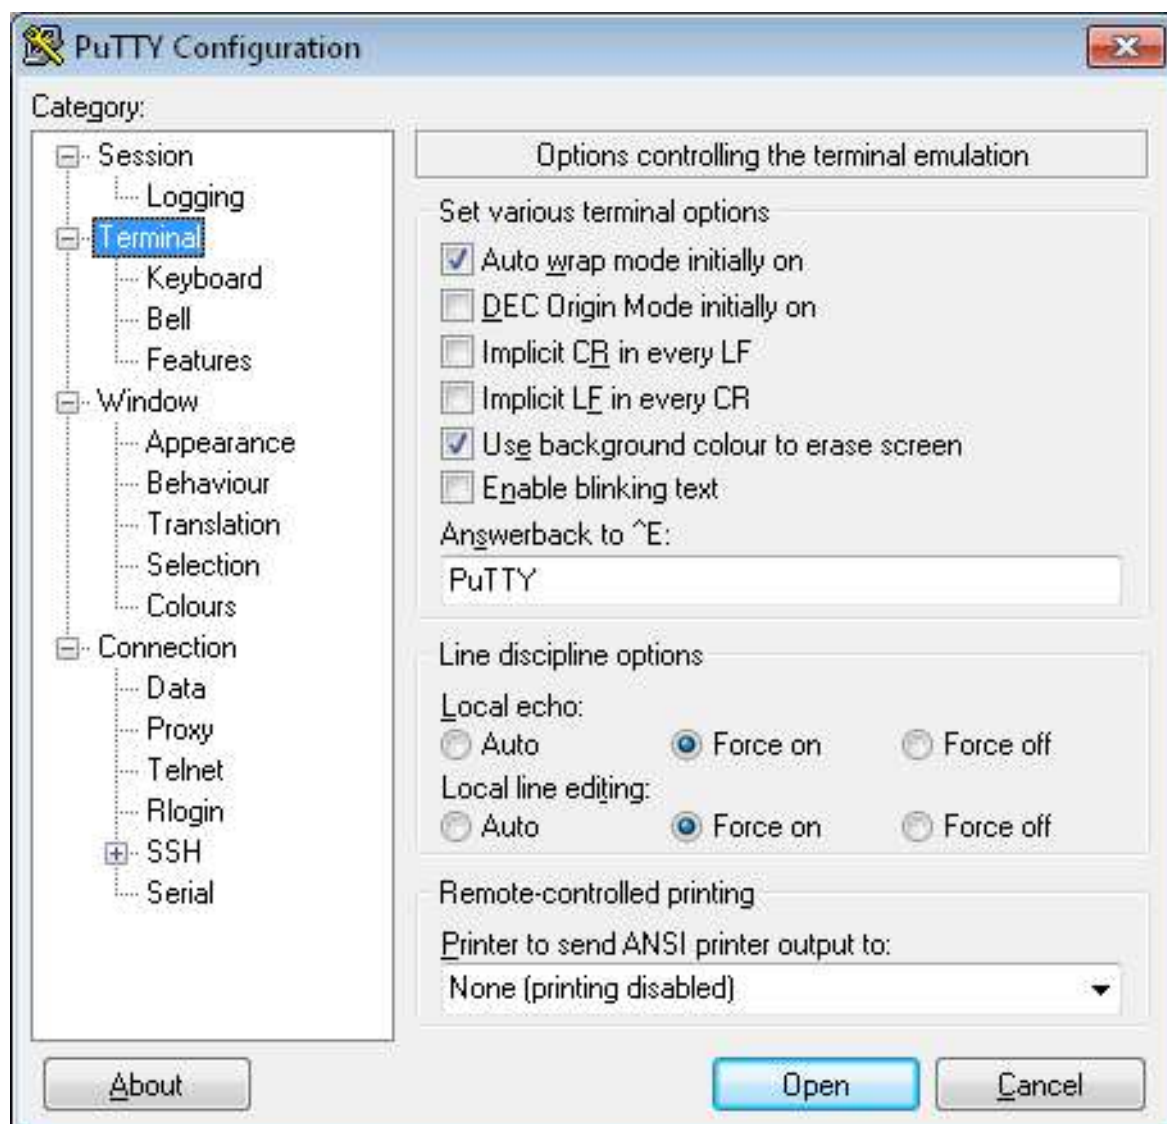 PuTTY Configuration
Category:
Session
Logging
Terminal
Keyboard
Bell
Features
Window
Appearance
Behaviour
Translation
Selection
Colours
Connection
Data
Proxy
Telnet
Rlogin
SSH
Serial
Options controlling the terminal emulation
Set various terminal options
Auto wrap mode initially on
DEC Origin Mode initially on
Implicit CR in every LF
Implicit LF in every CR
Use background colour to erase screen
Enable blinking text
Answerback to ^E:
PuTTY
Line discipline options
Local echo:
Auto Force on Force off
Local line editing:
Auto Force on Force off
Remote-controlled printing
Printer to send ANSI printer output to:
None (printing disabled)
About Open Cancel